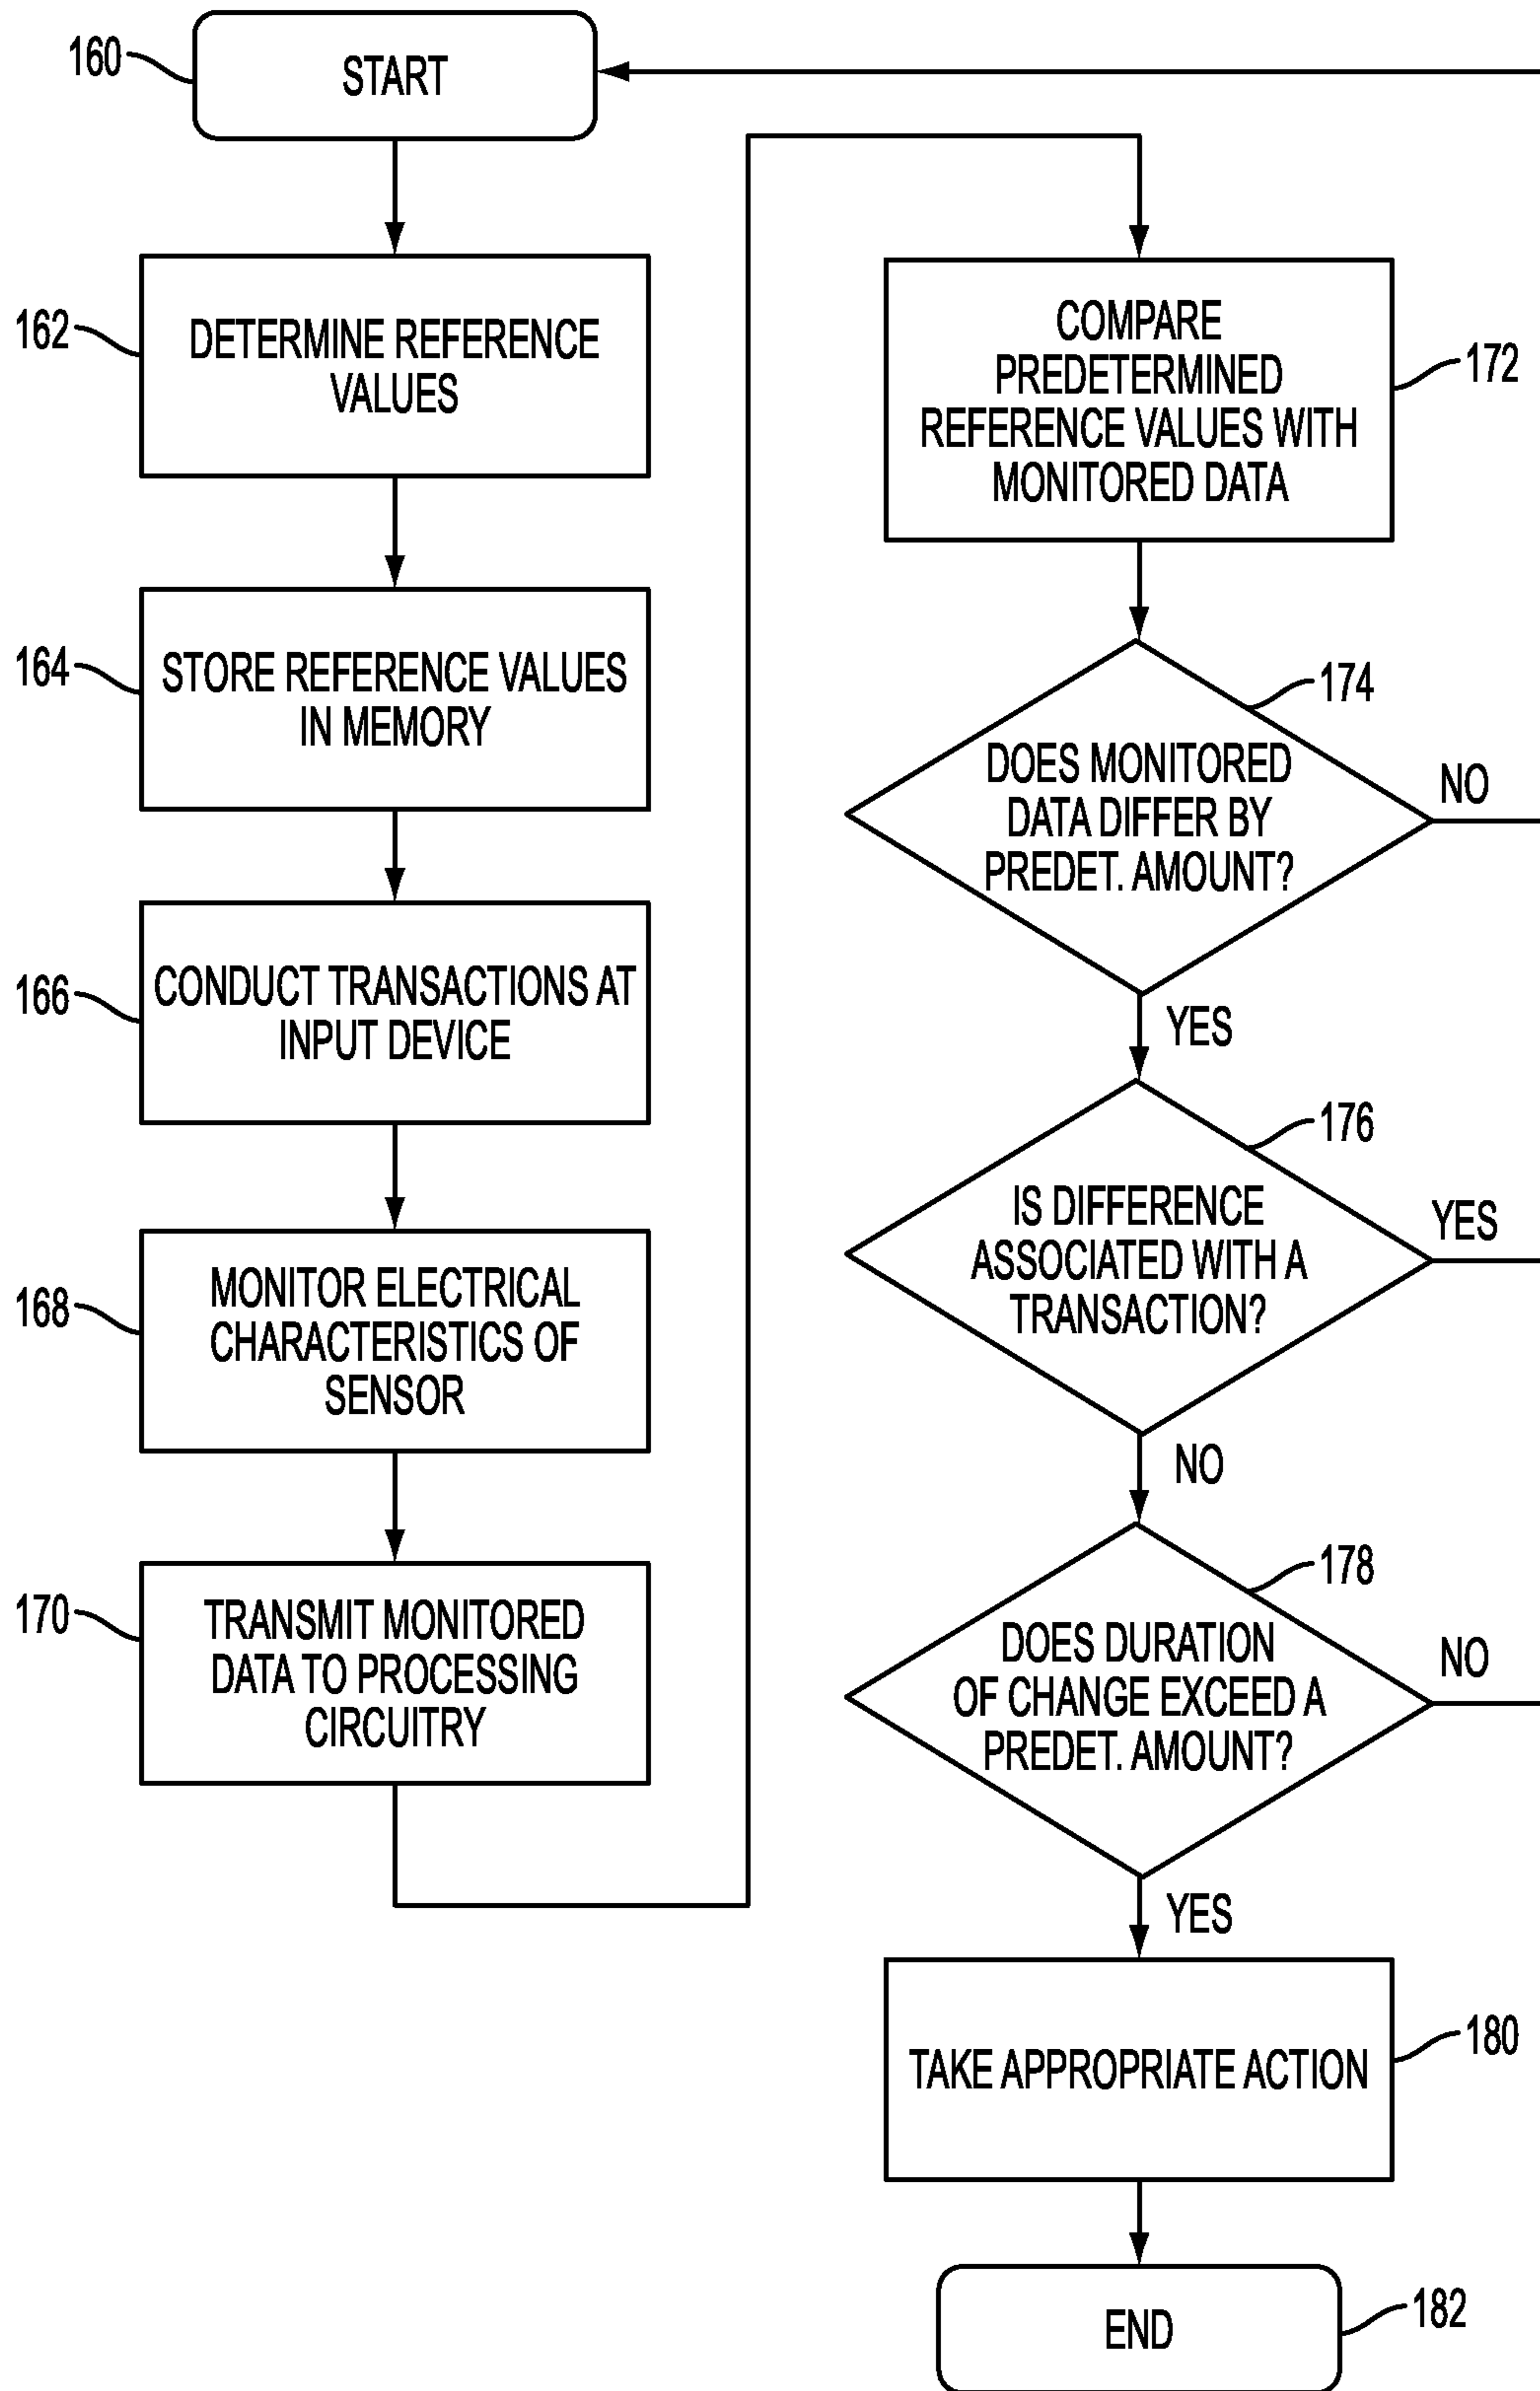 160
START
162
DETERMINE REFERENCE
VALUES
164
STORE REFERENCE VALUES
IN MEMORY
166
CONDUCT TRANSACTIONS AT
INPUT DEVICE
168
MONITOR ELECTRICAL
CHARACTERISTICS OF
SENSOR
170
TRANSMIT MONITORED
DATA TO PROCESSING
CIRCUITRY
COMPARE
PREDETERMINED
REFERENCE VALUES WITH
MONITORED DATA
172
174
DOES MONITORED
DATA DIFFER BY
PREDET. AMOUNT?
NO
YES
176
IS DIFFERENCE
ASSOCIATED WITH A
TRANSACTION?
YES
NO
178
DOES DURATION
OF CHANGE EXCEED A
PREDET. AMOUNT?
NO
YES
TAKE APPROPRIATE ACTION
180
END
182